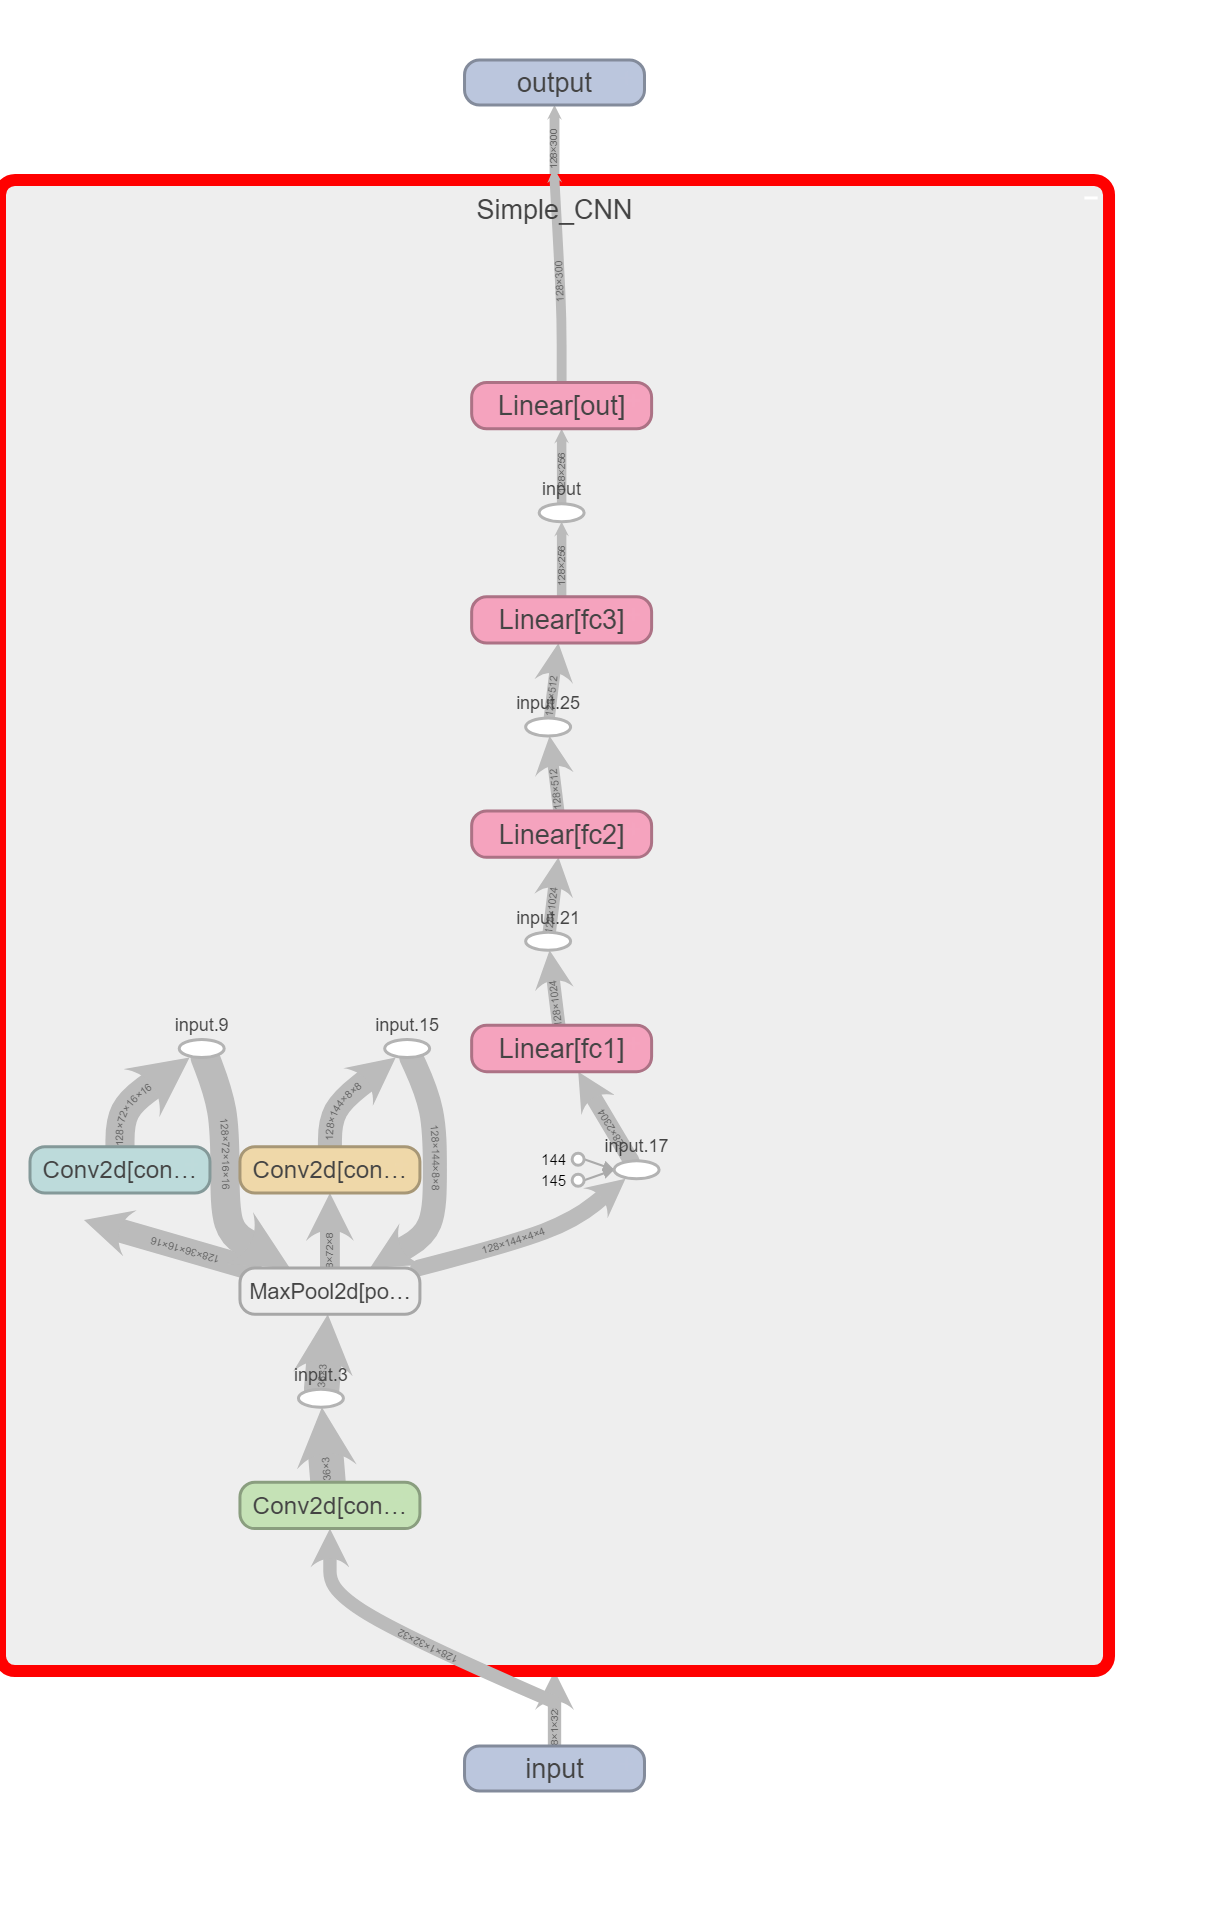 output
128×300
Simple_CNN
128×300
Linear[out]
128×256
input
128×256
Linear[fc3]
128×512
input.25
128×512
Linear[fc2]
128×1024
input.21
128×1024
Linear[fc1]
input.9
input.15
128×72×16×16
128×144×8×8
128×72×16×16
128×144×8×8
input.17
144
145
Conv2d[con…
Conv2d[con…
128×36×16×16
8×72×8
128×144×4×4
MaxPool2d[po…
input.3
36×3
Conv2d[con…
128×1×32×32
8×1×32
input